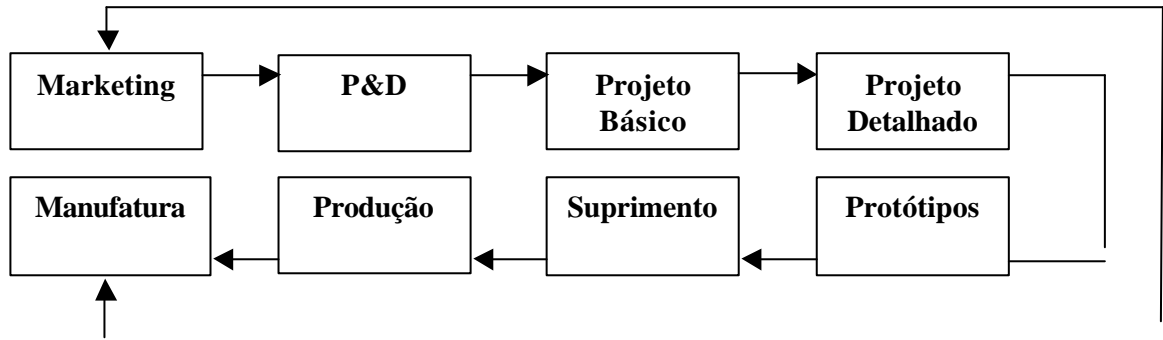 Marketing
P&D
Projeto
Básico
Projeto
Detalhado
Manufatura
Produção
Suprimento
Protótipos